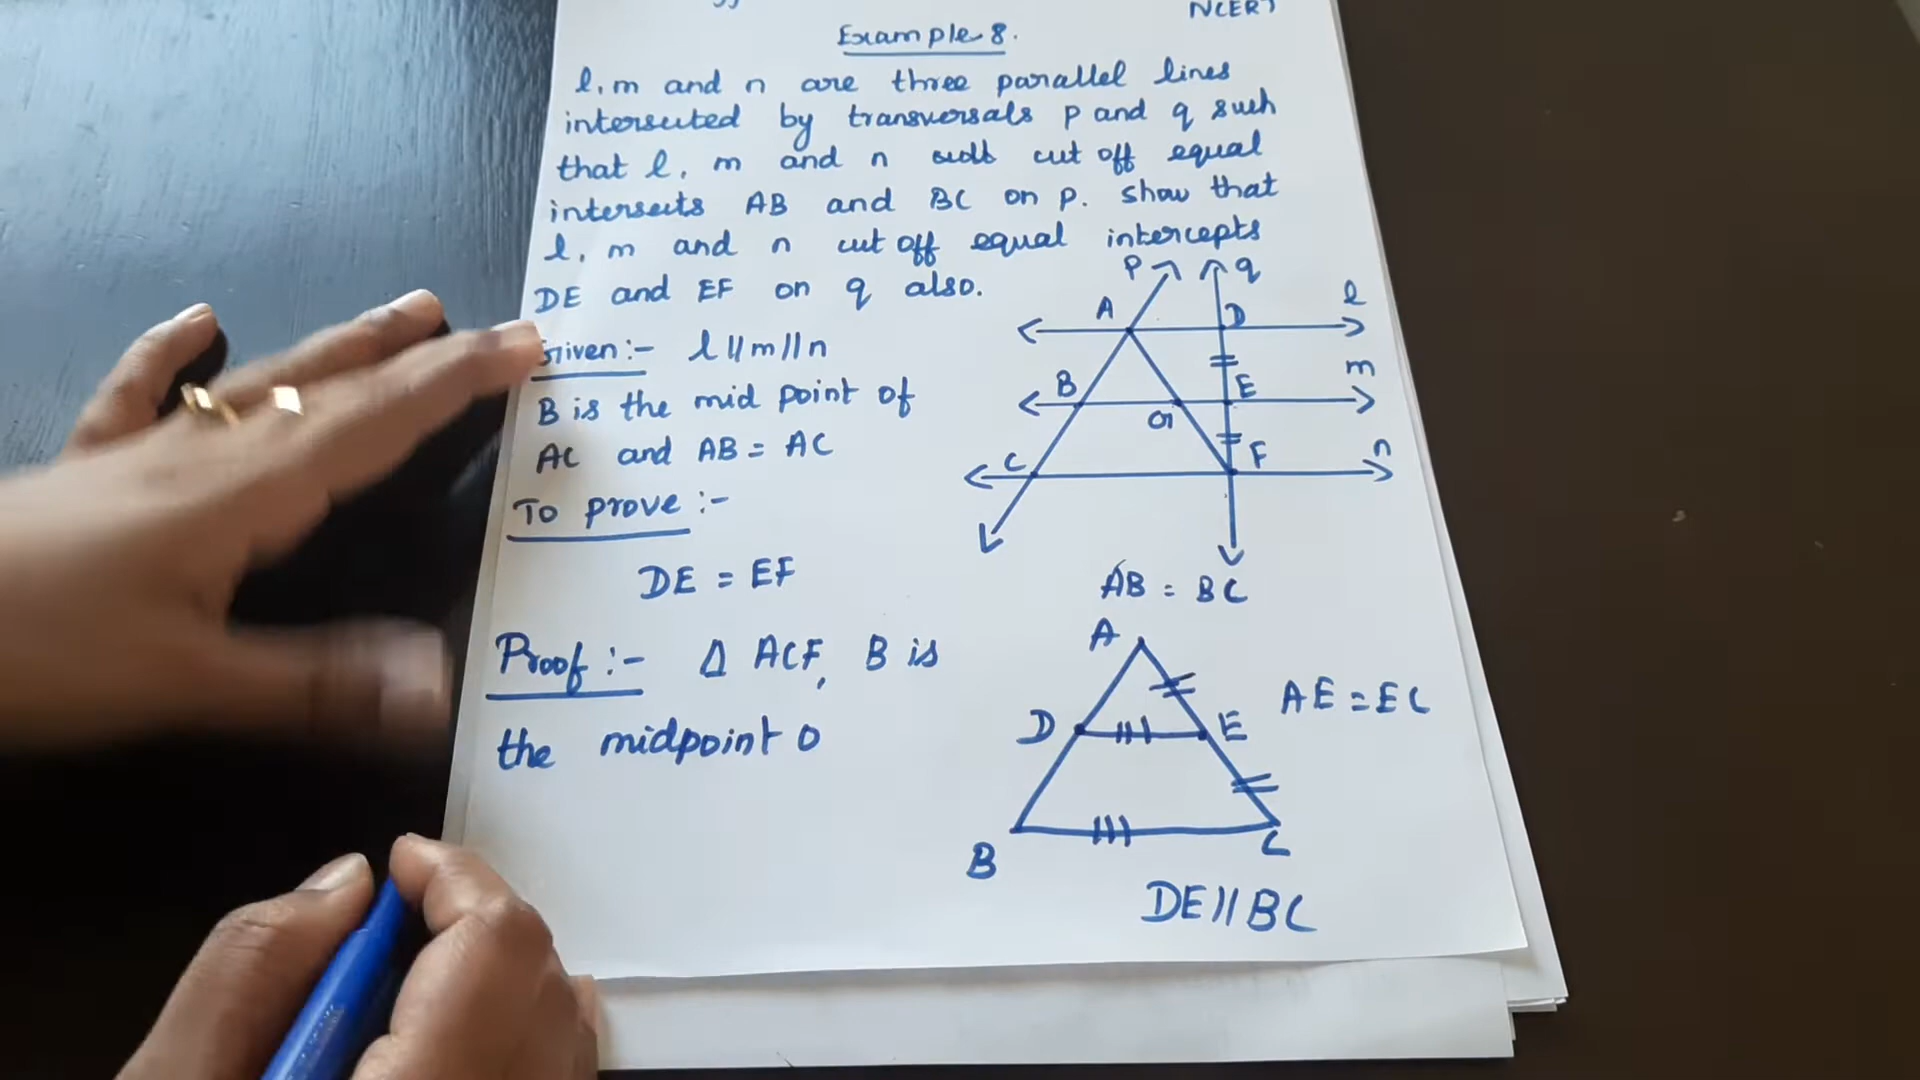 NCERT
Example 8.
l, m and n are three parallel lines
intersected by transversals p and q such
that l, m and n cut off equal
intersects AB and BC on p. show that
l, m and n cut off equal intercepts
DE and EF on q also.
Given :- l || m || n
B is the mid point of
AC and AB = AC
To prove :-
DE = EF
Proof :- Δ ACF, B is
the midpoint o
P q
A D l
B G E m
C F n
AB = BC
A
D E AE = EC
B C
DE || BC